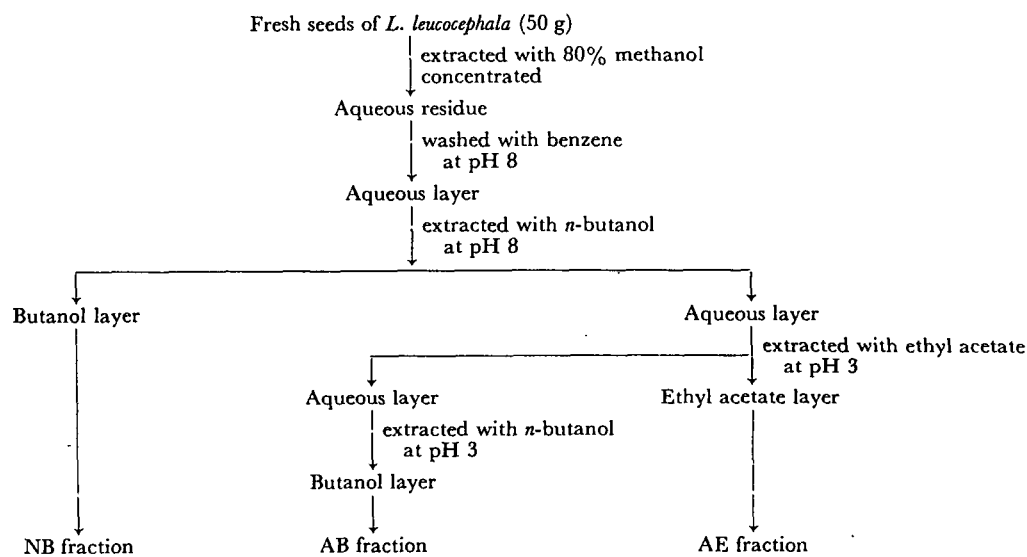 Fresh seeds of L. leucocephala (50 g)
extracted with 80% methanol
concentrated
Aqueous residue
washed with benzene
at pH 8
Aqueous layer
extracted with n-butanol
at pH 8
Butanol layer
Aqueous layer
extracted with ethyl acetate
at pH 3
Aqueous layer
Ethyl acetate layer
extracted with n-butanol
at pH 3
Butanol layer
NB fraction
AB fraction
AE fraction